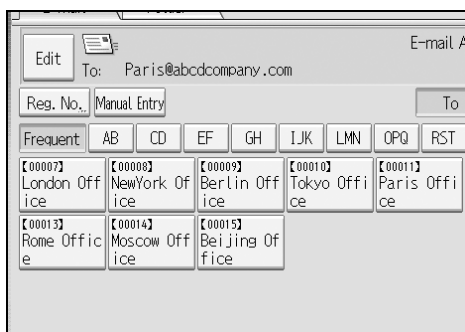 Edit
E-mail A
To: Paris@abcdcompany.co
Reg. No. Manual Entry To
Frequent AB CD EF GH IJK LMN OPQ RST
【00007】 【00008】 【00009】 【00010】 【00011】
London Off NewYork Of Berlin Off Tokyo Offi Paris Offi
ice fice ice ce ce
【00013】 【00014】 【00015】
Rome Offic Moscow Off Beijing Of
e ice fice